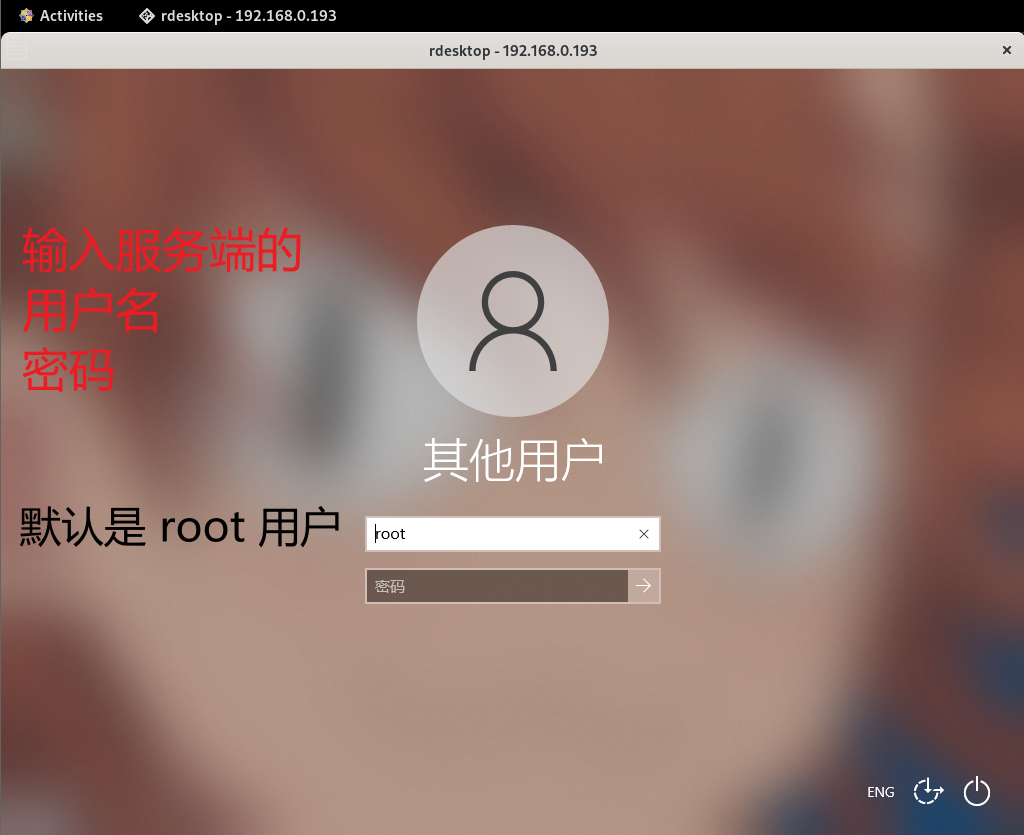 Activities rdesktop - 192.168.0.193
rdesktop - 192.168.0.193
输入服务端的
用户名
密码
其他用户
默认是 root 用户
root
密码
ENG